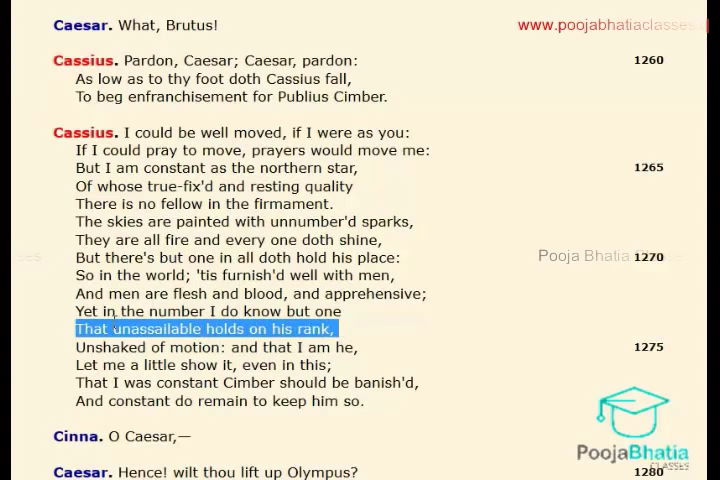 Caesar. What, Brutus!
www.poojabhatiaclasses.
Cassius. Pardon, Caesar; Caesar, pardon: 1260
As low as to thy foot doth Cassius fall,
To beg enfranchisement for Publius Cimber.
Cassius. I could be well moved, if I were as you:
If I could pray to move, prayers would move me:
But I am constant as the northern star, 1265
Of whose true-fix'd and resting quality
There is no fellow in the firmament.
The skies are painted with unnumber'd sparks,
They are all fire and every one doth shine,
But there's but one in all doth hold his place: 1270
So in the world; 'tis furnish'd well with men,
And men are flesh and blood, and apprehensive;
Yet in the number I do know but one
That unassailable holds on his rank,
Unshaked of motion: and that I am he, 1275
Let me a little show it, even in this;
That I was constant Cimber should be banish'd,
And constant do remain to keep him so.
Cinna. O Caesar,—
Caesar. Hence! wilt thou lift up Olympus? 1280
Pooja Bhatia
PoojaBhatia
CLASSES